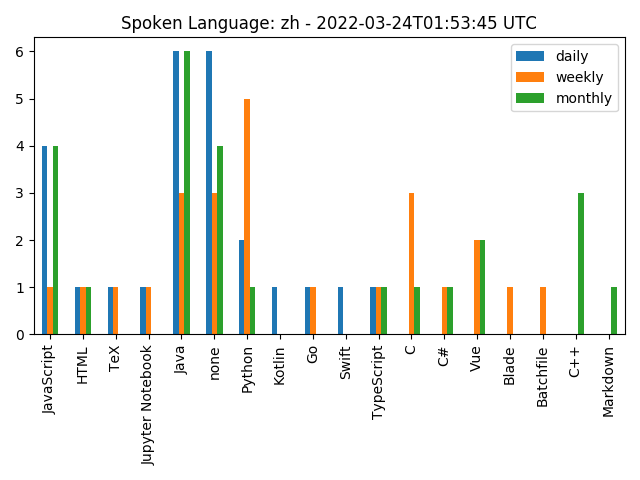 Spoken Language: zh - 2022-03-24T01:53:45 UTC
daily
weekly
monthly
6
5
4
3
2
1
0
JavaScript
HTML
TeX
Jupyter Notebook
Java
none
Python
Kotlin
Go
Swift
TypeScript
C
C#
Vue
Blade
Batchfile
C++
Markdown